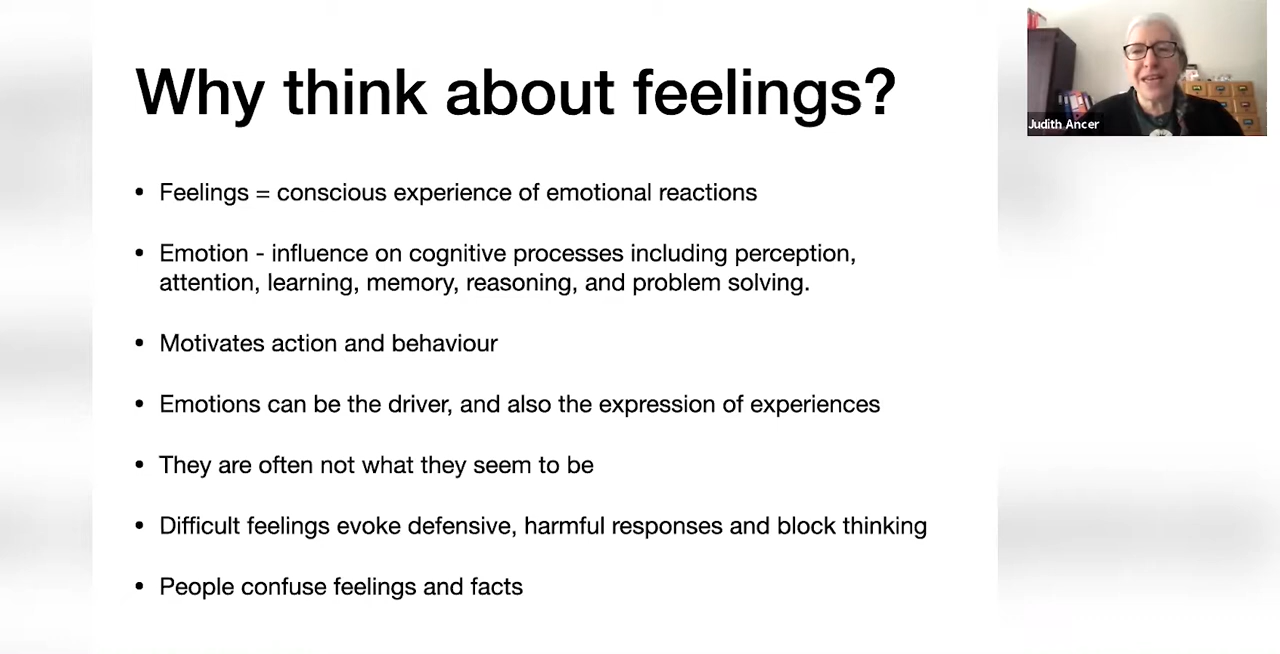 Why think about feelings?
• Feelings = conscious experience of emotional reactions
• Emotion - influence on cognitive processes including perception,
attention, learning, memory, reasoning, and problem solving.
• Motivates action and behaviour
• Emotions can be the driver, and also the expression of experiences
• They are often not what they seem to be
• Difficult feelings evoke defensive, harmful responses and block thinking
• People confuse feelings and facts
Judith Ancer